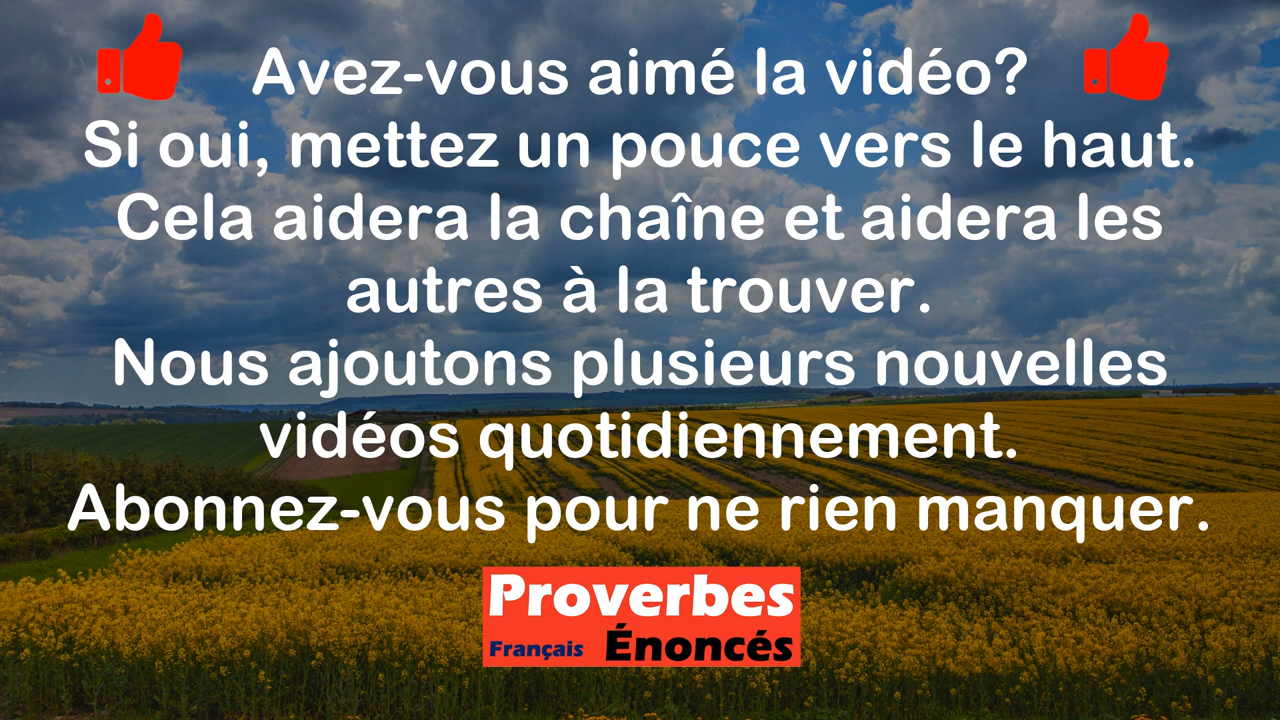 Avez-vous aimé la vidéo?
Si oui, mettez un pouce vers le haut.
Cela aidera la chaîne et aidera les
autres à la trouver.
Nous ajoutons plusieurs nouvelles
vidéos quotidiennement.
Abonnez-vous pour ne rien manquer.
Proverbes
Français Énoncés